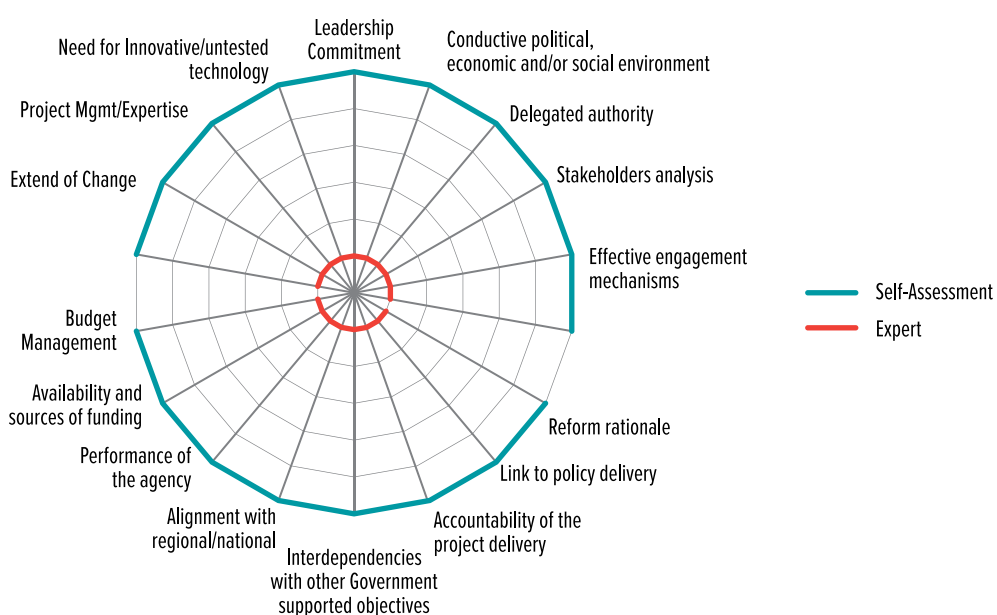 Leadership
Commitment
Conductive political,
economic and/or social environment
Delegated authority
Stakeholders analysis
Effective engagement
mechanisms
Reform rationale
Link to policy delivery
Accountability of the
project delivery
Interdependencies
with other Government
supported objectives
Alignment with
regional/national
Performance of
the agency
Availability and
sources of funding
Budget
Management
Extend of Change
Project Mgmt/Expertise
Need for Innovative/untested
technology
Self-Assessment
Expert